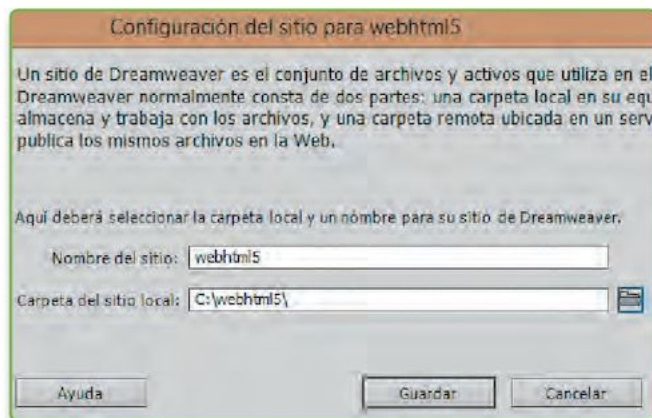 Configuración del sitio para webhtml5
Un sitio de Dreamweaver es el conjunto de archivos y activos que utiliza en el
Dreamweaver normalmente consta de dos partes: una carpeta local en su equ
almacena y trabaja con los archivos, y una carpeta remota ubicada en un serv
publica los mismos archivos en la Web.
Aquí deberá seleccionar la carpeta local y un nombre para su sitio de Dreamweaver.
Nombre del sitio: webhtml5
Carpeta del sitio local: C:\webhtml5\
Ayuda Guardar Cancelar